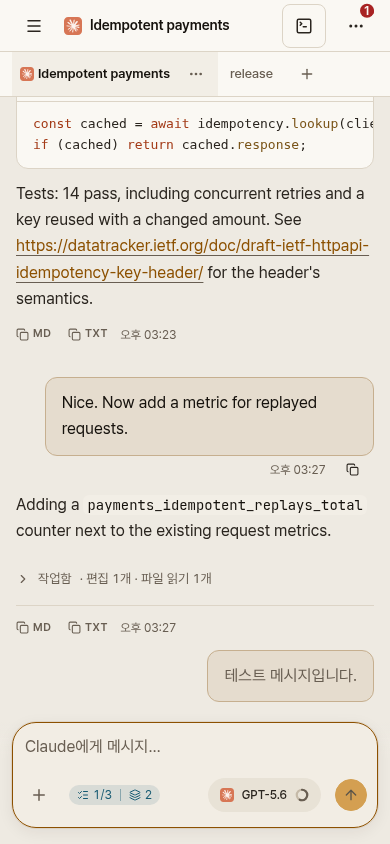 Idempotent payments
1
Idempotent payments ··· release +
const cached = await idempotency.lookup(clie
if (cached) return cached.response;
Tests: 14 pass, including concurrent retries and a
key reused with a changed amount. See
https://datatracker.ietf.org/doc/draft-ietf-httpapi-
idempotency-key-header/ for the header's
semantics.
MD TXT 오후 03:23
Nice. Now add a metric for replayed
requests.
오후 03:27
Adding a payments_idempotent_replays_total
counter next to the existing request metrics.
작업함 · 편집 1개 · 파일 읽기 1개
MD TXT 오후 03:27
테스트 메시지입니다.
Claude에게 메시지...
1/3 2 GPT-5.6